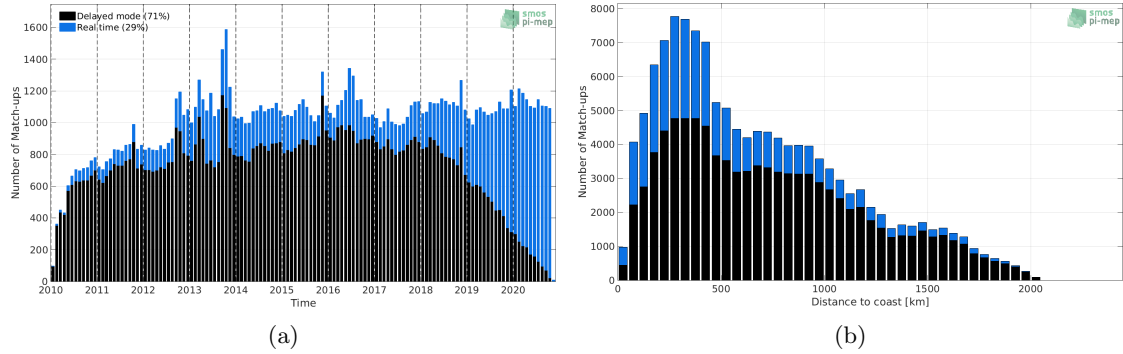 Delayed mode (71%)
Real time (29%)
smos
pi-mep
Number of Match-ups
1600
1400
1200
1000
800
600
400
200
0
2010 2011 2012 2013 2014 2015 2016 2017 2018 2019 2020
Time
(a)
smos
pi-mep
Number of Match-ups
8000
7000
6000
5000
4000
3000
2000
1000
0
0 500 1000 1500 2000
Distance to coast [km]
(b)